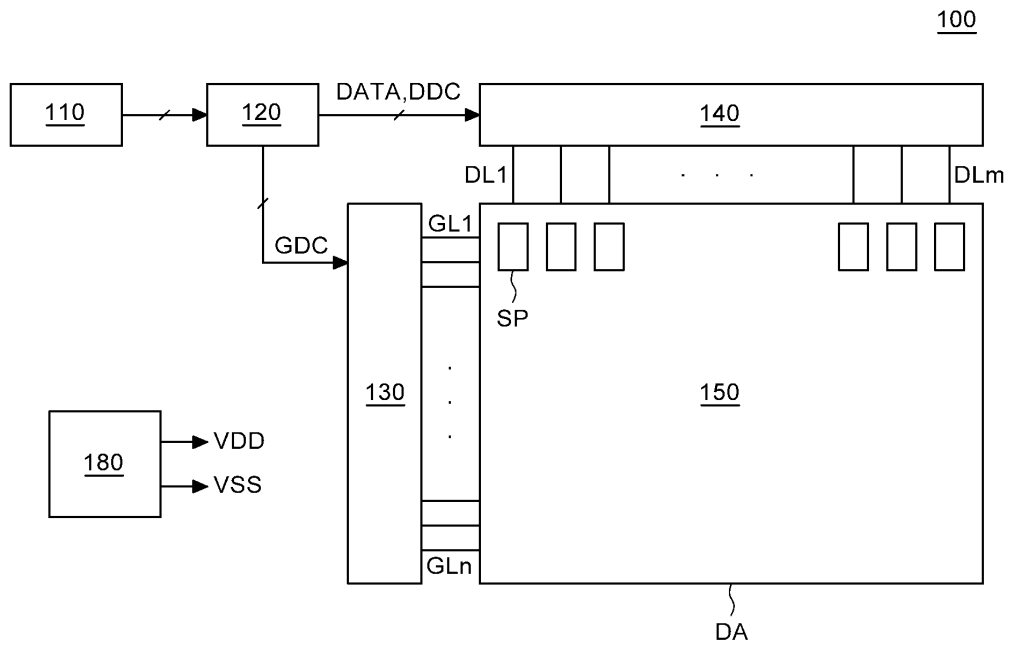 100
110
120
DATA,DDC
140
DL1
. . .
DLm
GDC
GL1
SP
130
.
.
.
150
180
VDD
VSS
GLn
DA